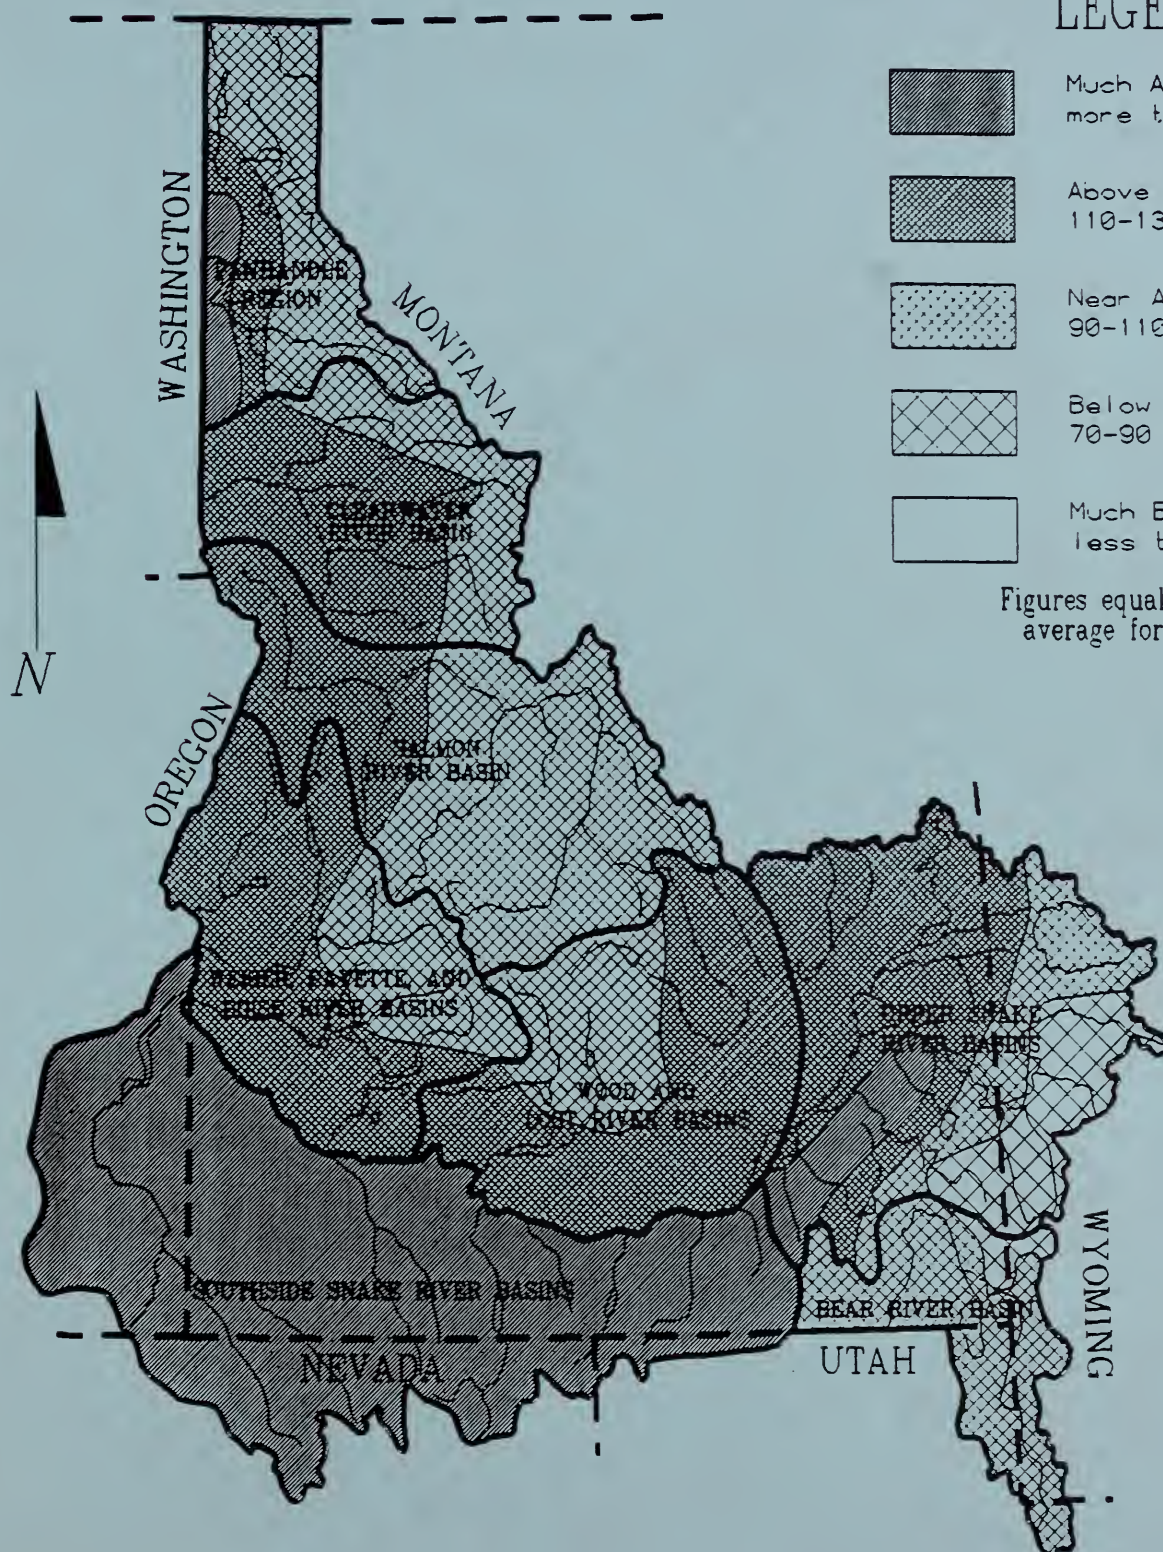 LEGE
Much A
more t
Above
110-13
Near A
90-110
Below
70-90
Much B
less t
Figures equal
average for
WASHINGTON
MONTANA
PANHANDLE
REGION
CLEARWATER
RIVER BASIN
N
OREGON
SALMON
RIVER BASIN
WEISER, PAYETTE, AND
BOISE RIVER BASINS
UPPER SNAKE
RIVER BASINS
WOOD AND
LOST RIVER BASINS
SOUTHSIDE SNAKE RIVER BASINS
BEAR RIVER BASIN
WYOMING
NEVADA
UTAH